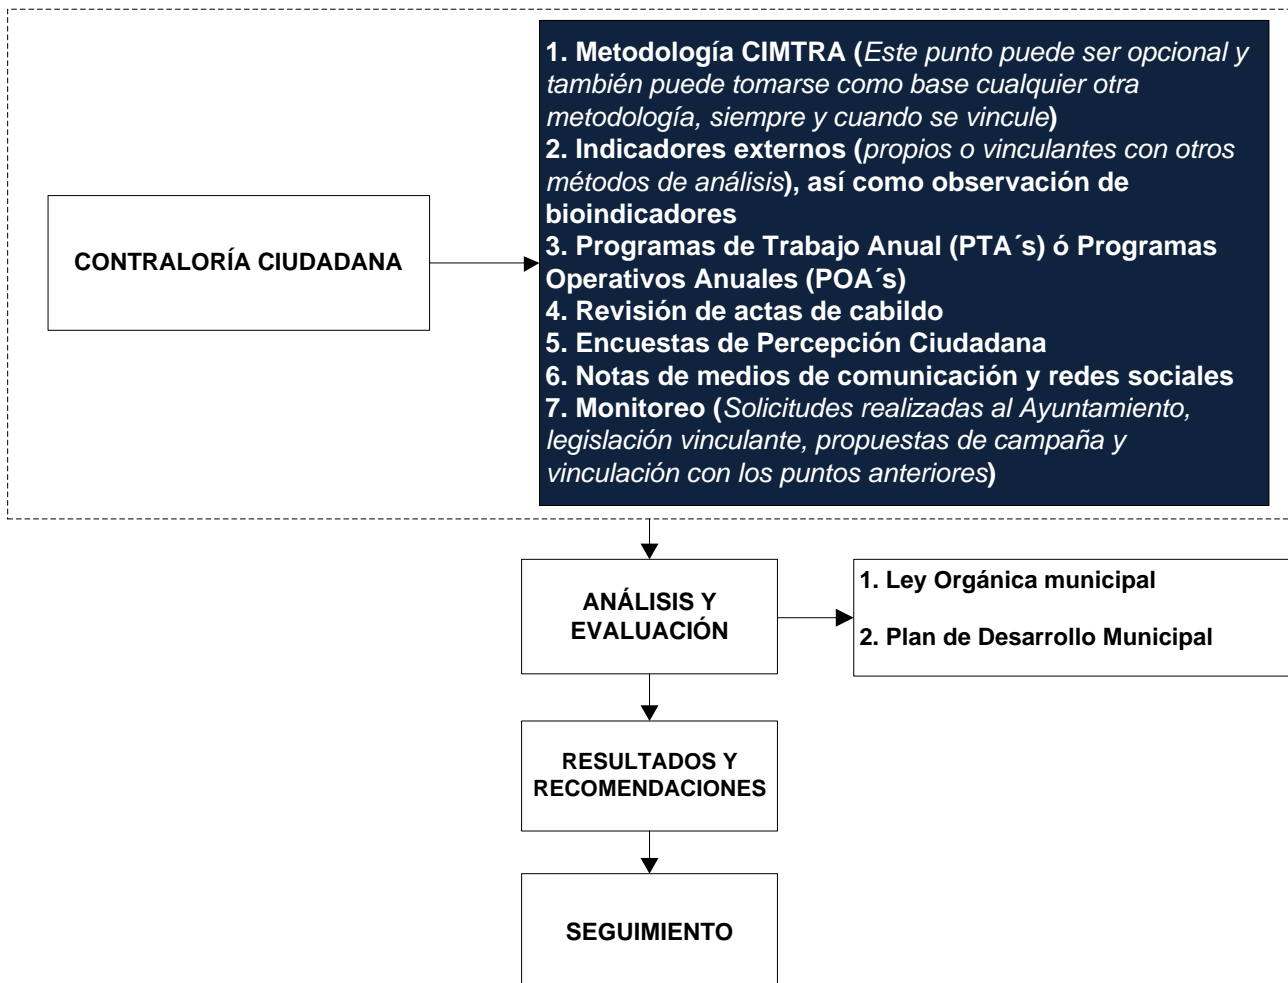 1. Metodología CIMTRA (Este punto puede ser opcional y
también puede tomarse como base cualquier otra
metodología, siempre y cuando se vincule)
2. Indicadores externos (propios o vinculantes con otros
métodos de análisis), así como observación de
bioindicadores
3. Programas de Trabajo Anual (PTA´s) ó Programas
Operativos Anuales (POA´s)
4. Revisión de actas de cabildo
5. Encuestas de Percepción Ciudadana
6. Notas de medios de comunicación y redes sociales
7. Monitoreo (Solicitudes realizadas al Ayuntamiento,
legislación vinculante, propuestas de campaña y
vinculación con los puntos anteriores)
CONTRALORÍA CIUDADANA
ANÁLISIS Y
EVALUACIÓN
1. Ley Orgánica municipal
2. Plan de Desarrollo Municipal
RESULTADOS Y
RECOMENDACIONES
SEGUIMIENTO